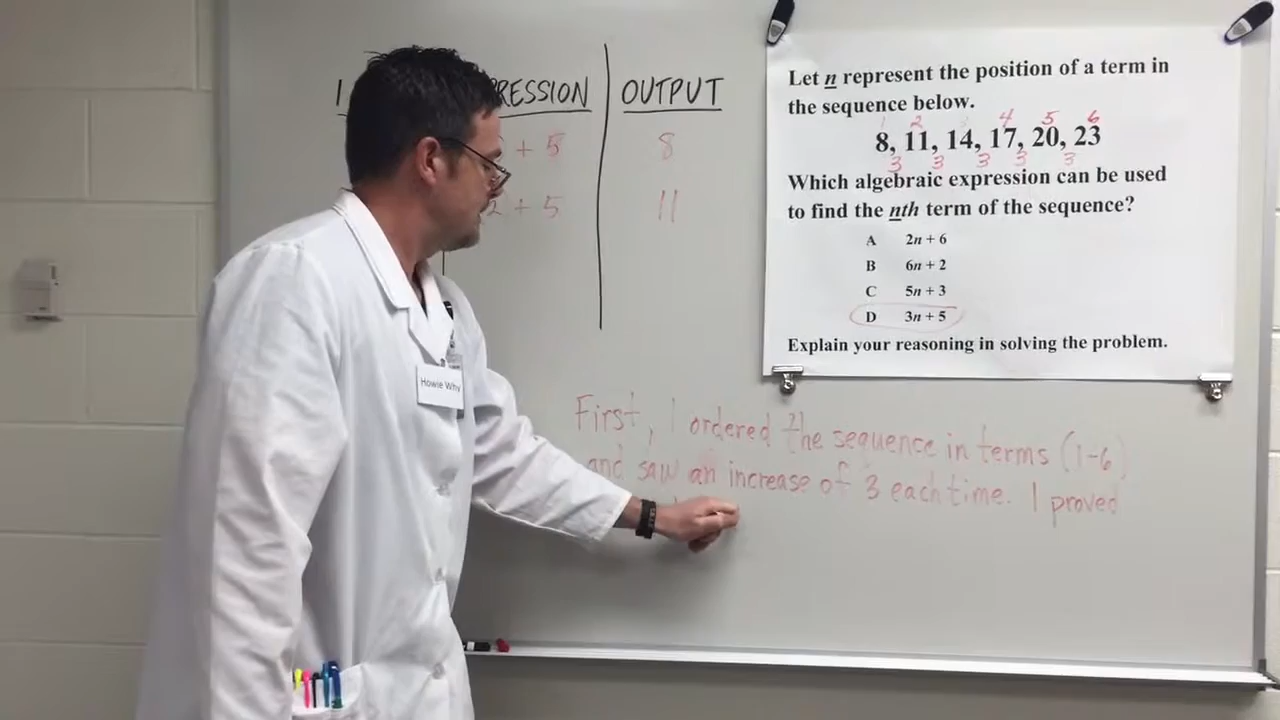 RESSION OUTPUT
+ 5 8
2 + 5 11
Let n represent the position of a term in
the sequence below.
1 2 4 5 6
8, 11, 14, 17, 20, 23
3 3 3 3 3
Which algebraic expression can be used
to find the nth term of the sequence?
A 2n + 6
B 6n + 2
C 5n + 3
D 3n + 5
Explain your reasoning in solving the problem.
Howie Why
First, I ordered the sequence in terms (1-6)
and saw an increase of 3 each time. I proved